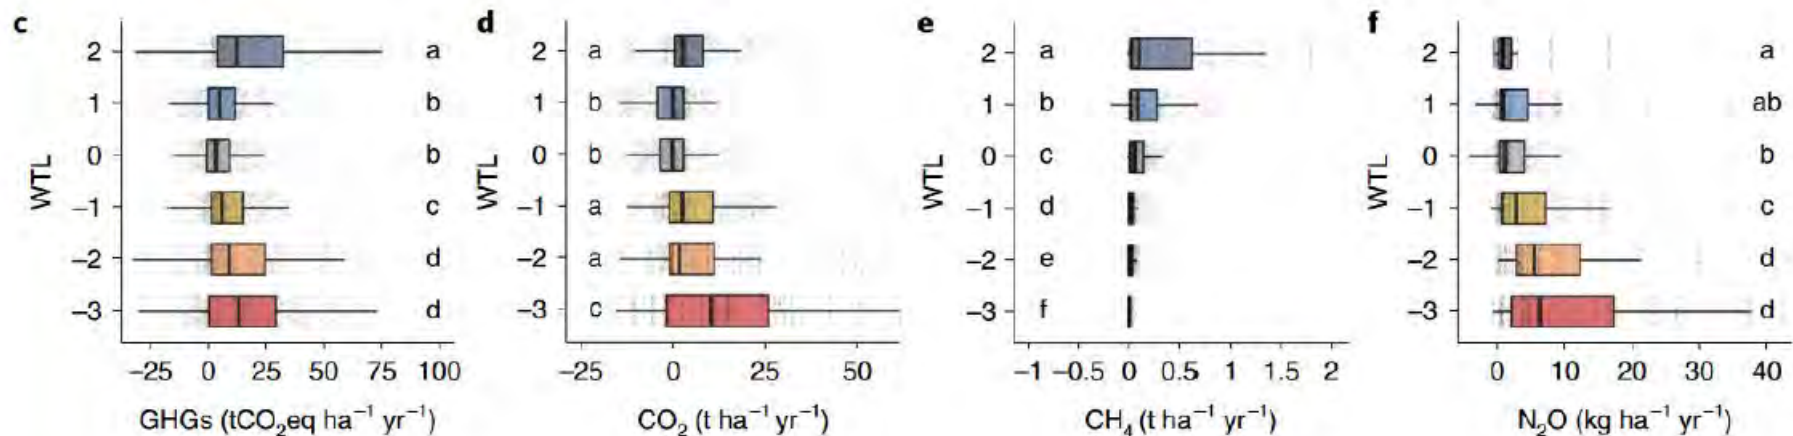 c
WTL
2 a
1 b
0 b
−1 c
−2 d
−3 d
−25 0 25 50 75 100
GHGs (tCO₂eq ha⁻¹ yr⁻¹)
d
WTL
2 a
1 b
0 b
−1 a
−2 a
−3 c
−25 0 25 50
CO₂ (t ha⁻¹ yr⁻¹)
e
2 a
1 b
0 c
−1 d
−2 e
−3 f
−1 −0.5 0 0.5 1 1.5 2
CH₄ (t ha⁻¹ yr⁻¹)
f
WTL
2 a
1 ab
0 b
−1 c
−2 d
−3 d
0 10 20 30 40
N₂O (kg ha⁻¹ yr⁻¹)